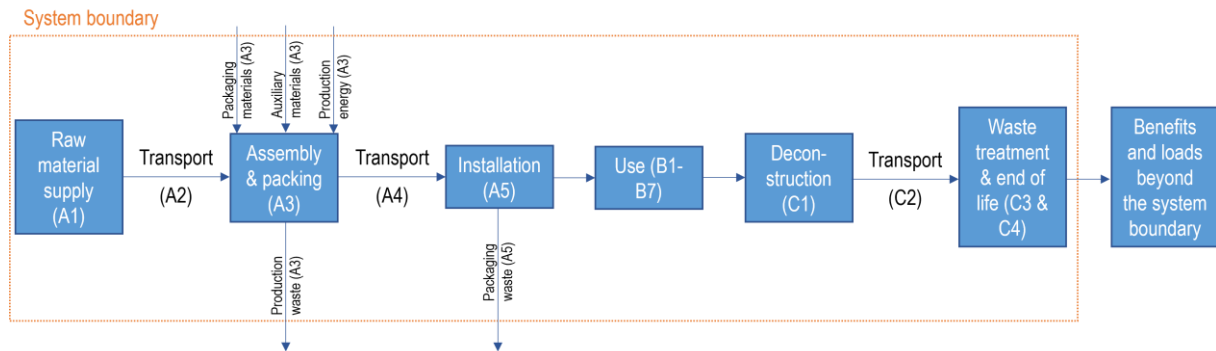 System boundary
Packaging
materials (A3)
Auxiliary
materials (A3)
Production
energy (A3)
Raw
material
supply
(A1)
Transport
(A2)
Assembly
& packing
(A3)
Transport
(A4)
Installation
(A5)
Use (B1-
B7)
Decon-
struction
(C1)
Transport
(C2)
Waste
treatment
& end of
life (C3 &
C4)
Benefits
and loads
beyond
the system
boundary
Production
waste (A3)
Packaging
waste (A5)